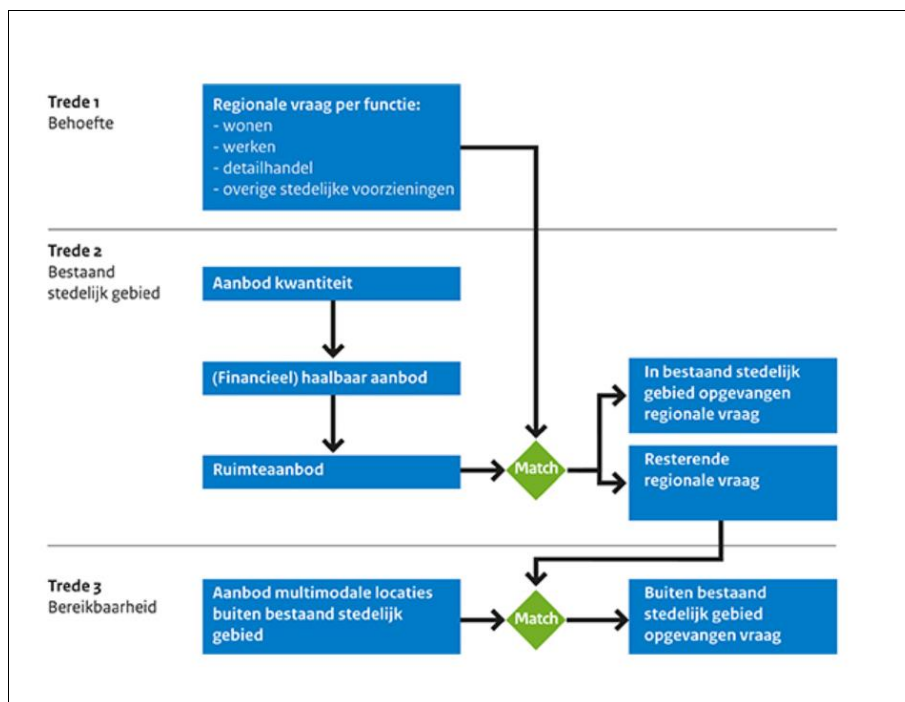 Trede 1
Behoefte
Regionale vraag per functie:
- wonen
- werken
- detailhandel
- overige stedelijke voorzieningen
Trede 2
Bestaand
stedelijk gebied
Aanbod kwantiteit
(Financieel) haalbaar aanbod
Ruimteaanbod
Match
In bestaand stedelijk
gebied opgevangen
regionale vraag
Resterende
regionale vraag
Trede 3
Bereikbaarheid
Aanbod multimodale locaties
buiten bestaand stedelijk
gebied
Match
Buiten bestaand
stedelijk gebied
opgevangen vraag